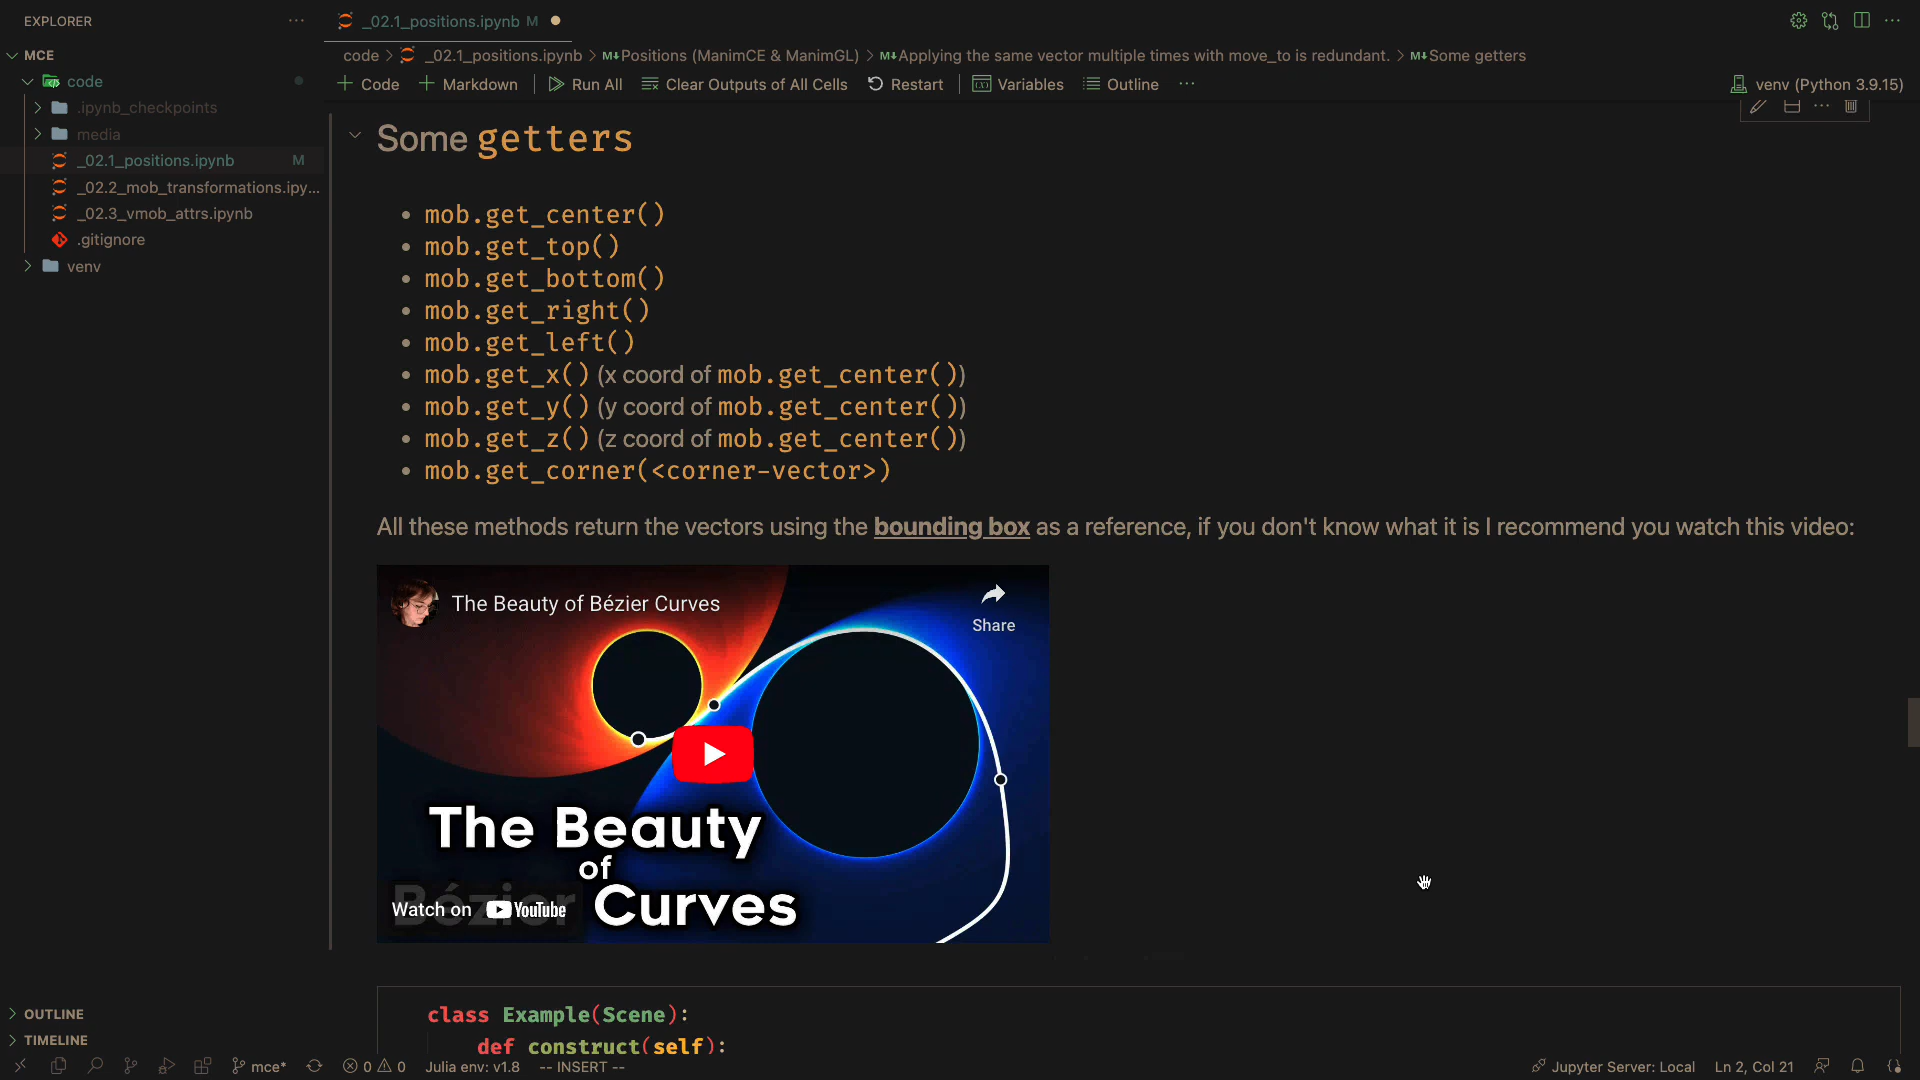 EXPLORER
_02.1_positions.ipynb M
MCE
code > _02.1_positions.ipynb > M↓Positions (ManimCE & ManimGL) > M↓Applying the same vector multiple times with move_to is redundant. > M↓Some getters
code
Code Markdown Run All Clear Outputs of All Cells Restart Variables Outline
venv (Python 3.9.15)
.ipynb_checkpoints
media
_02.1_positions.ipynb M
_02.2_mob_transformations.ipy...
_02.3_vmob_attrs.ipynb
.gitignore
venv
Some getters
mob.get_center()
mob.get_top()
mob.get_bottom()
mob.get_right()
mob.get_left()
mob.get_x() (x coord of mob.get_center())
mob.get_y() (y coord of mob.get_center())
mob.get_z() (z coord of mob.get_center())
mob.get_corner(<corner-vector>)
All these methods return the vectors using the bounding box as a reference, if you don't know what it is I recommend you watch this video:
The Beauty of Bézier Curves
Share
The Beauty
of
Bézier Curves
Watch on YouTube
class Example(Scene):
def construct(self):
OUTLINE
TIMELINE
mce* 0 0 Julia env: v1.8 -- INSERT -- Jupyter Server: Local Ln 2, Col 21